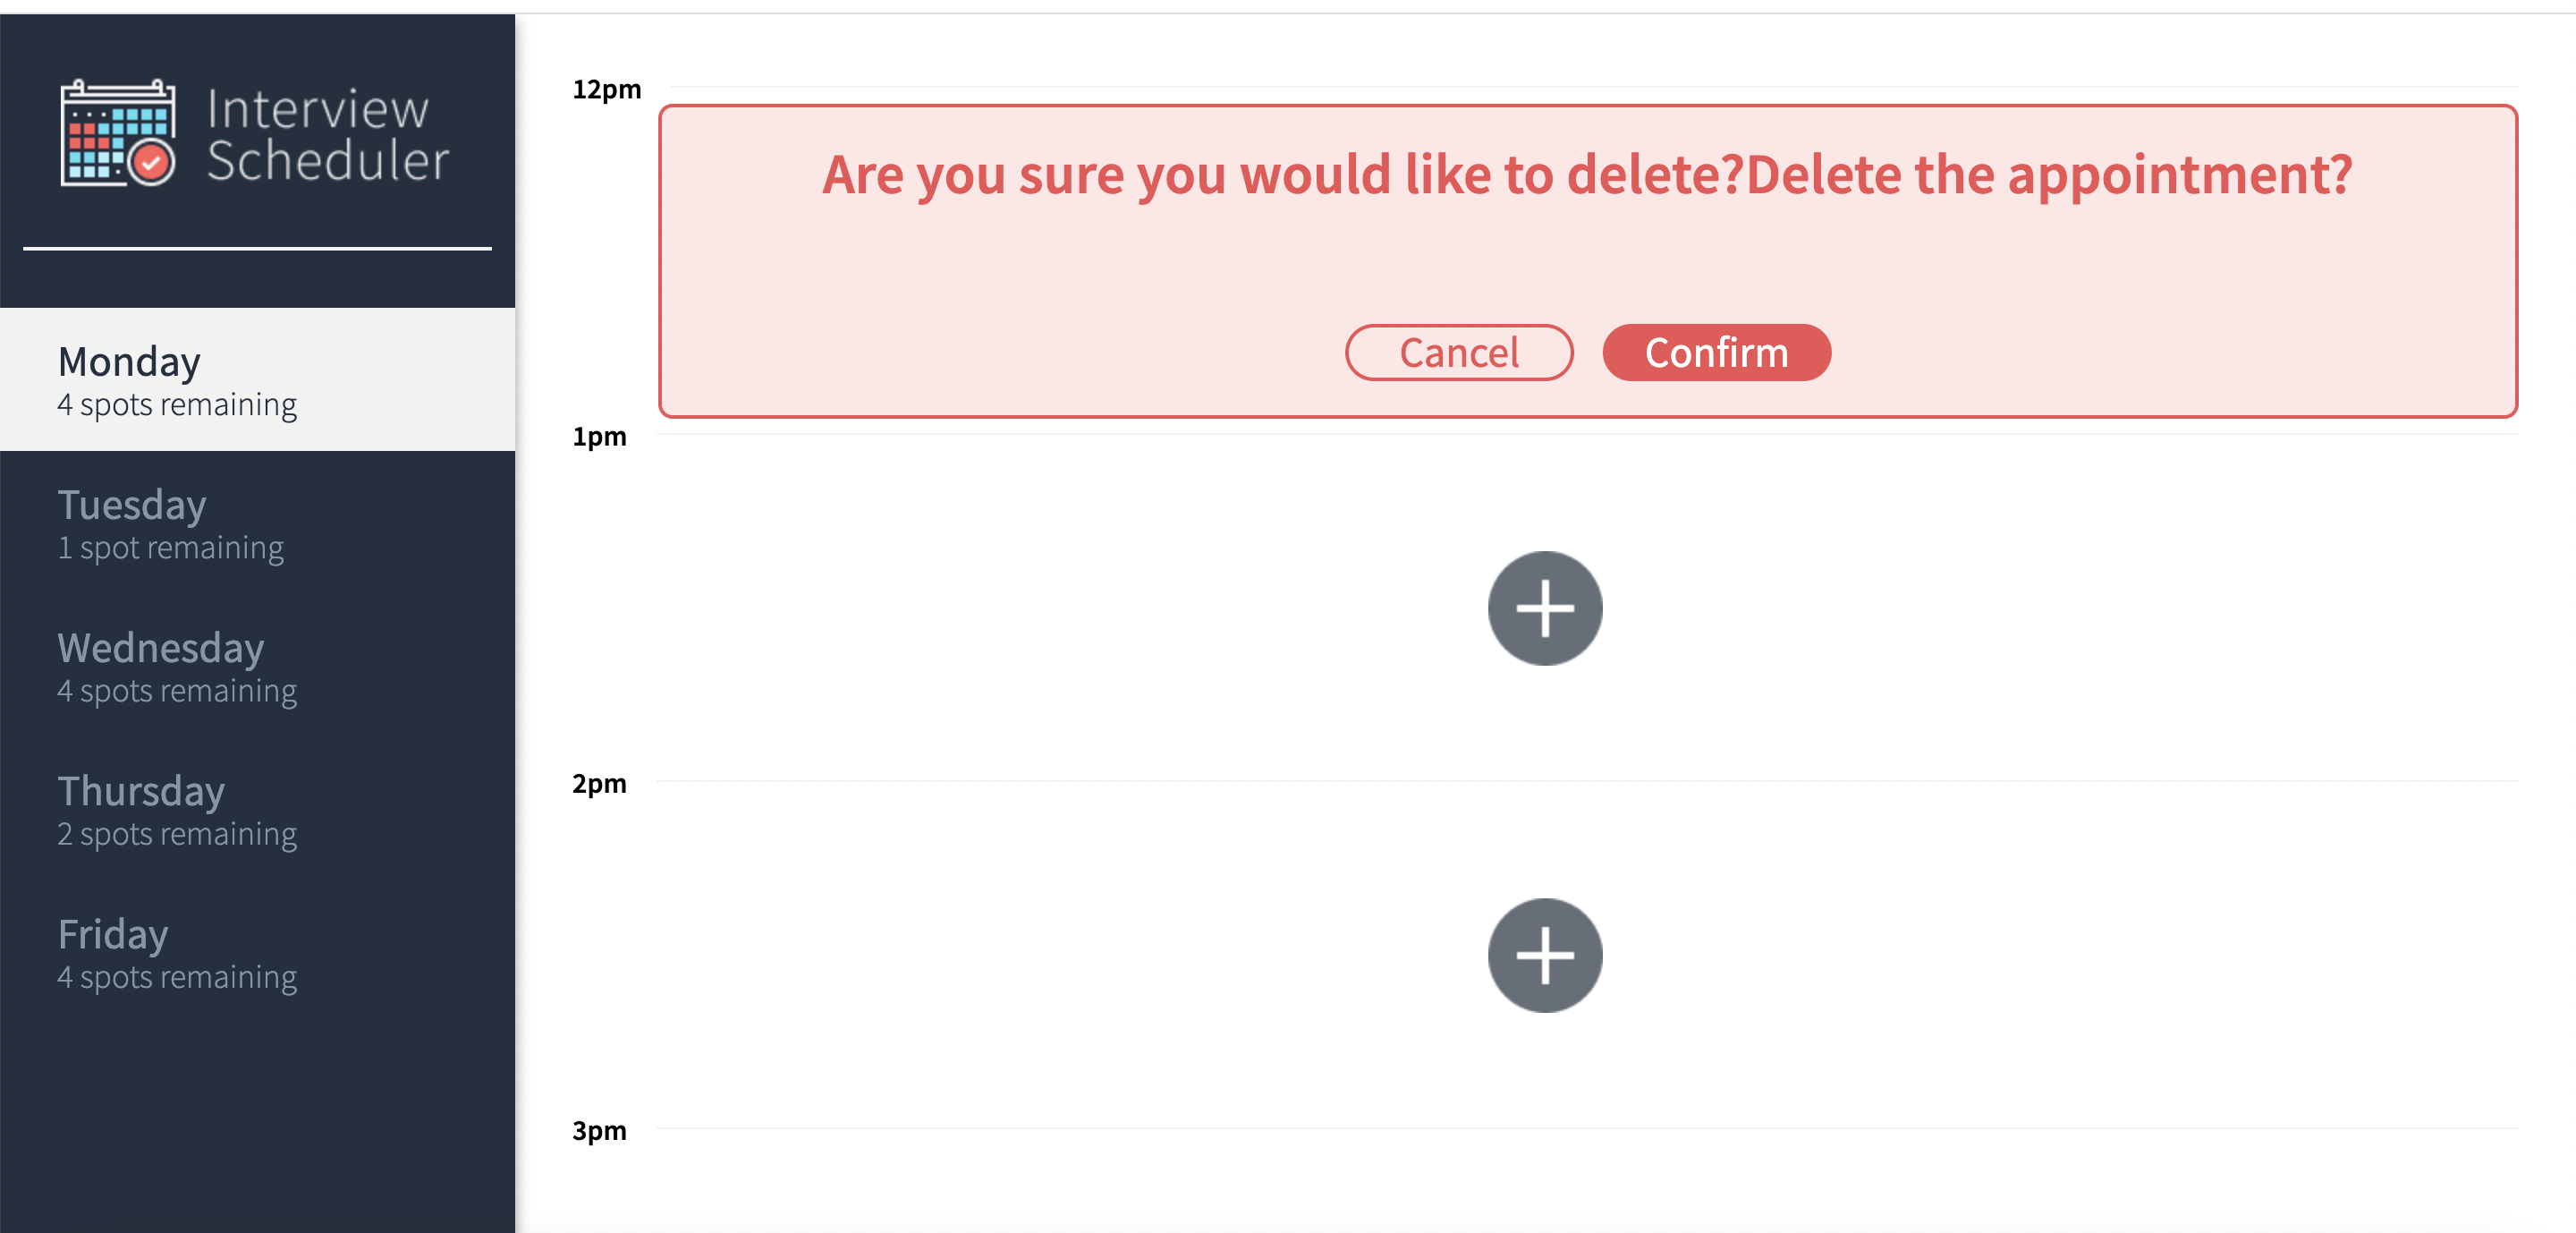 Interview
Scheduler
Monday
4 spots remaining
Tuesday
1 spot remaining
Wednesday
4 spots remaining
Thursday
2 spots remaining
Friday
4 spots remaining
12pm
Are you sure you would like to delete?Delete the appointment?
Cancel Confirm
1pm
2pm
3pm